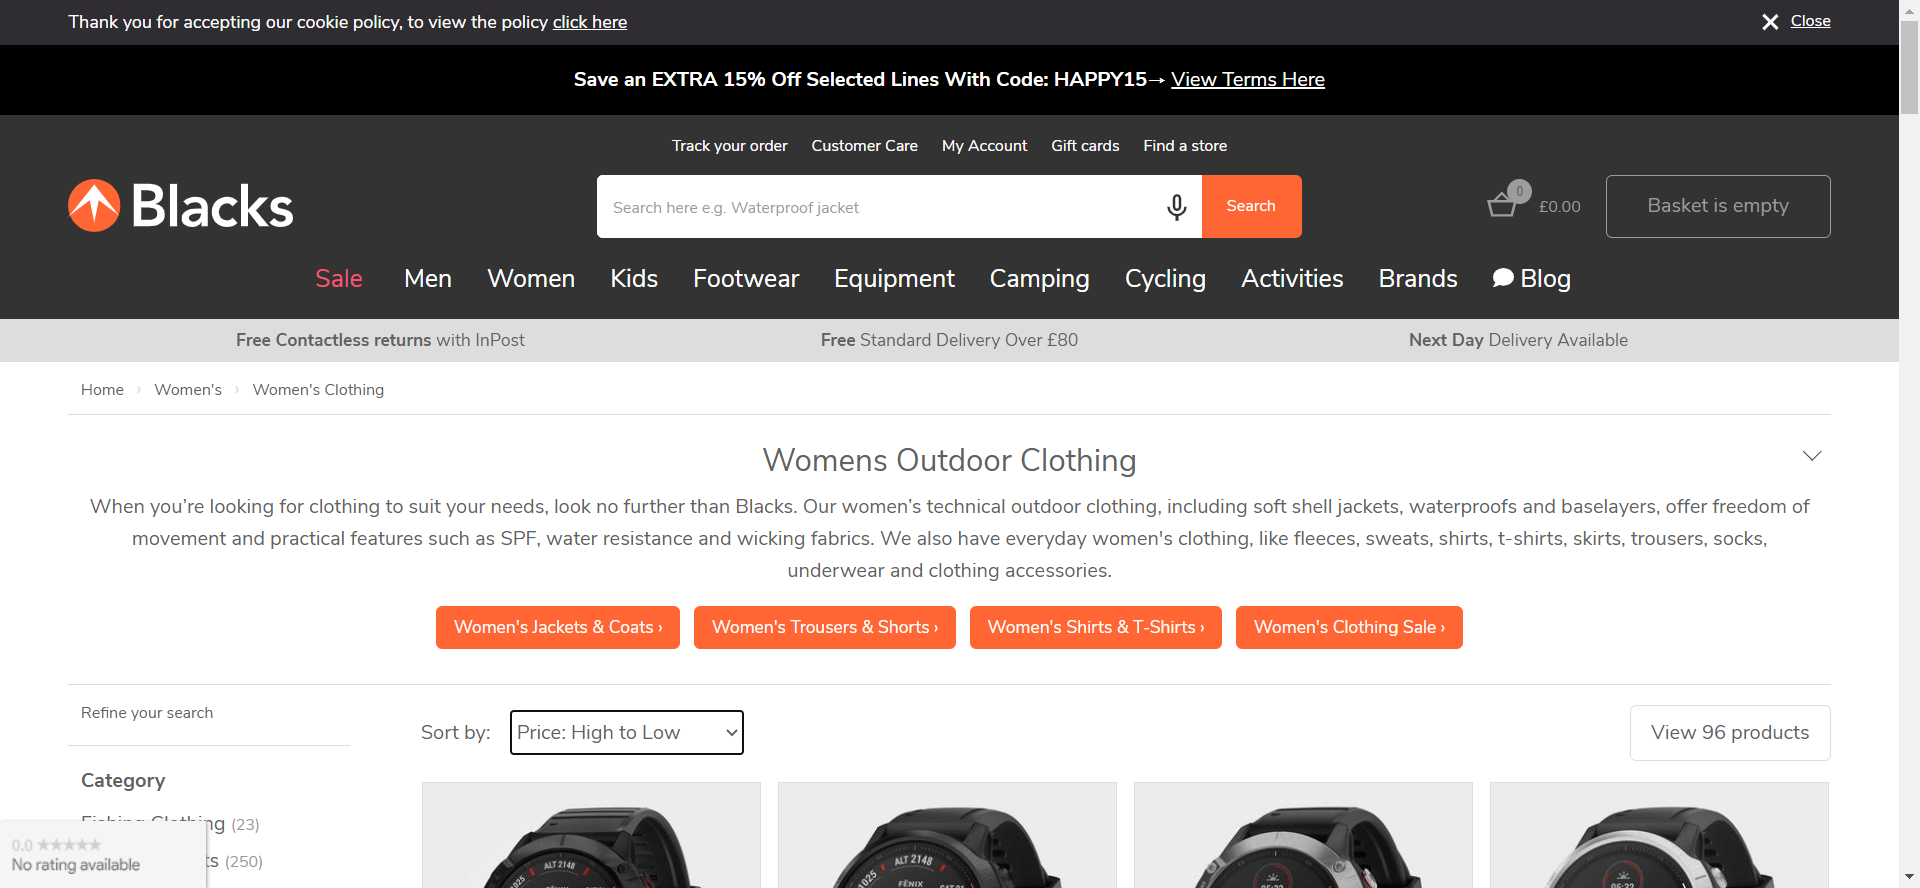 Thank you for accepting our cookie policy, to view the policy click here
Close
Save an EXTRA 15% Off Selected Lines With Code: HAPPY15→ View Terms Here
Track your order Customer Care My Account Gift cards Find a store
Blacks
Search here e.g. Waterproof jacket
Search
0
£0.00
Basket is empty
Sale Men Women Kids Footwear Equipment Camping Cycling Activities Brands Blog
Free Contactless returns with InPost
Free Standard Delivery Over £80
Next Day Delivery Available
Home › Women's › Women's Clothing
Womens Outdoor Clothing
When you’re looking for clothing to suit your needs, look no further than Blacks. Our women’s technical outdoor clothing, including soft shell jackets, waterproofs and baselayers, offer freedom of
movement and practical features such as SPF, water resistance and wicking fabrics. We also have everyday women's clothing, like fleeces, sweats, shirts, t-shirts, skirts, trousers, socks,
underwear and clothing accessories.
Women's Jackets & Coats ›
Women's Trousers & Shorts ›
Women's Shirts & T-Shirts ›
Women's Clothing Sale ›
Refine your search
Sort by: Price: High to Low
View 96 products
Category
Fishing Clothing (23)
ts (250)
0.0 ★★★★★
No rating available
ALT 2148
1025
ALT 2148
1025
FÉNIX
05:32
05:32